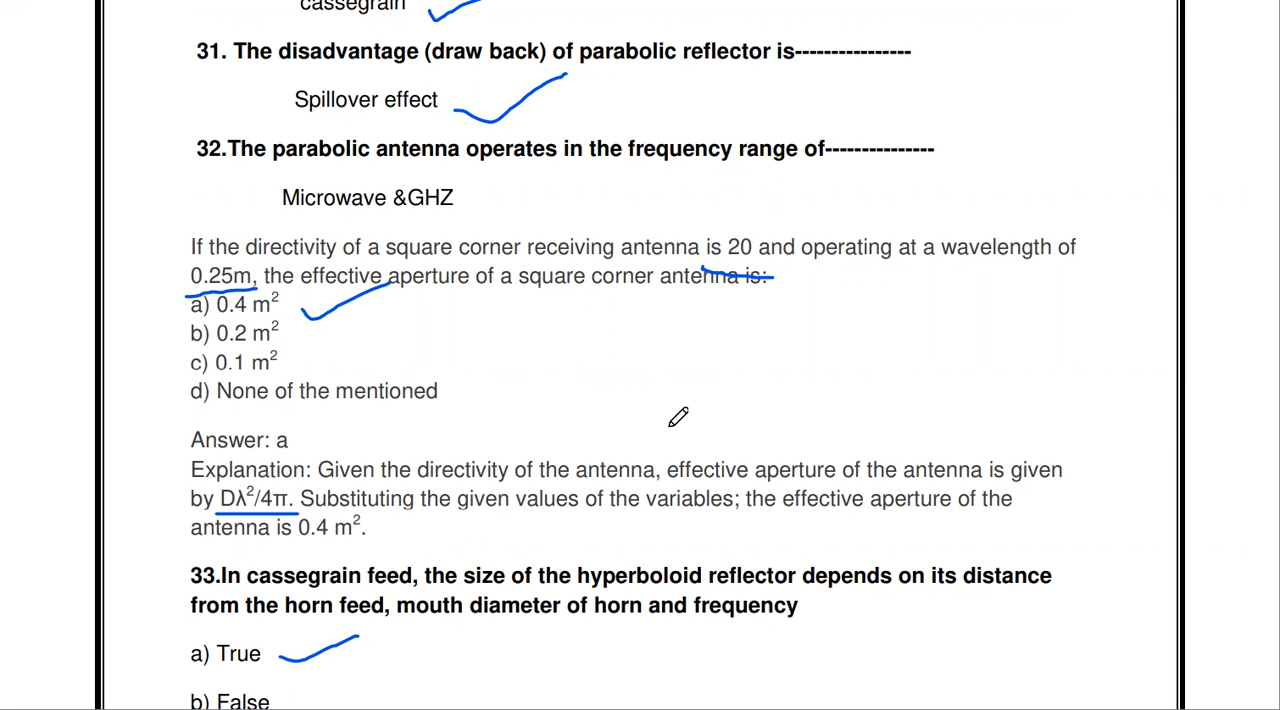 cassegrain
31. The disadvantage (draw back) of parabolic reflector is----------------
Spillover effect
32.The parabolic antenna operates in the frequency range of---------------
Microwave &GHZ
If the directivity of a square corner receiving antenna is 20 and operating at a wavelength of
0.25m, the effective aperture of a square corner antenna is:
a) 0.4 m²
b) 0.2 m²
c) 0.1 m²
d) None of the mentioned
Answer: a
Explanation: Given the directivity of the antenna, effective aperture of the antenna is given
by Dλ²/4π. Substituting the given values of the variables; the effective aperture of the
antenna is 0.4 m².
33.In cassegrain feed, the size of the hyperboloid reflector depends on its distance
from the horn feed, mouth diameter of horn and frequency
a) True
b) False